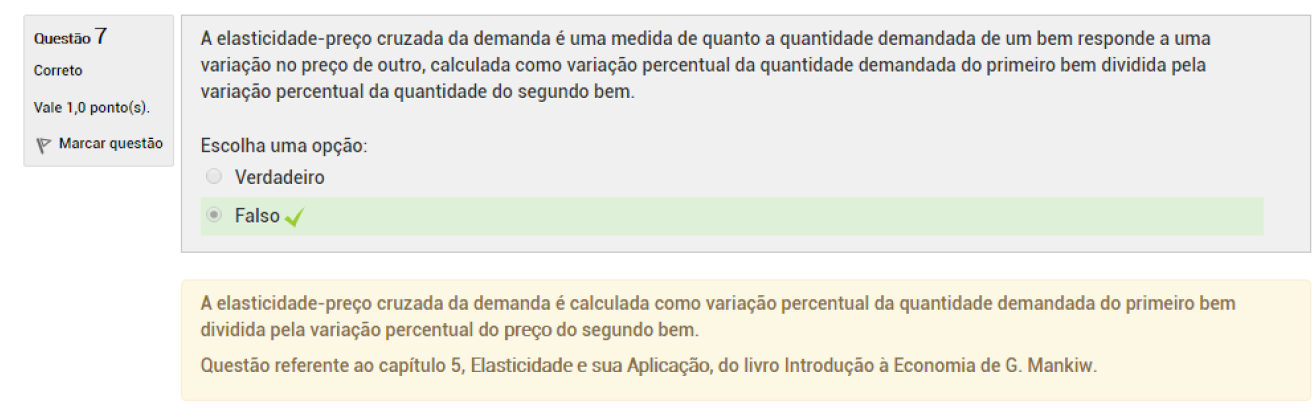 Questão 7
Correto
Vale 1,0 ponto(s).
Marcar questão
A elasticidade-preço cruzada da demanda é uma medida de quanto a quantidade demandada de um bem responde a uma
variação no preço de outro, calculada como variação percentual da quantidade demandada do primeiro bem dividida pela
variação percentual da quantidade do segundo bem.
Escolha uma opção:
Verdadeiro
Falso
A elasticidade-preço cruzada da demanda é calculada como variação percentual da quantidade demandada do primeiro bem
dividida pela variação percentual do preço do segundo bem.
Questão referente ao capítulo 5, Elasticidade e sua Aplicação, do livro Introdução à Economia de G. Mankiw.